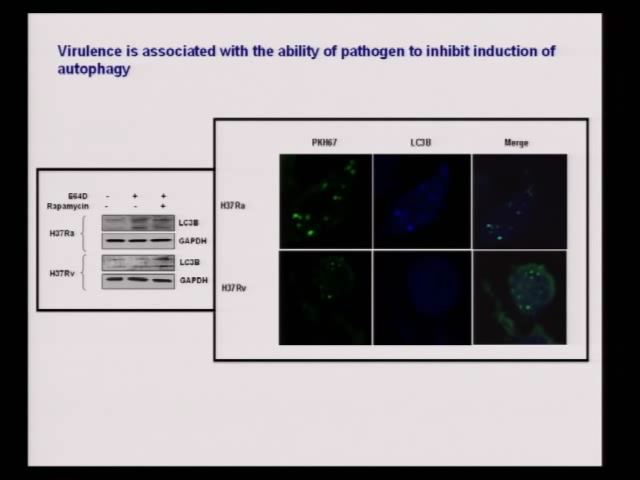 Virulence is associated with the ability of pathogen to inhibit induction of
autophagy
PKH67 LC3B Merge
H37Ra
H37Rv
E64D - + +
Rapamycin - - +
H37Ra
LC3B
GAPDH
H37Rv
LC3B
GAPDH